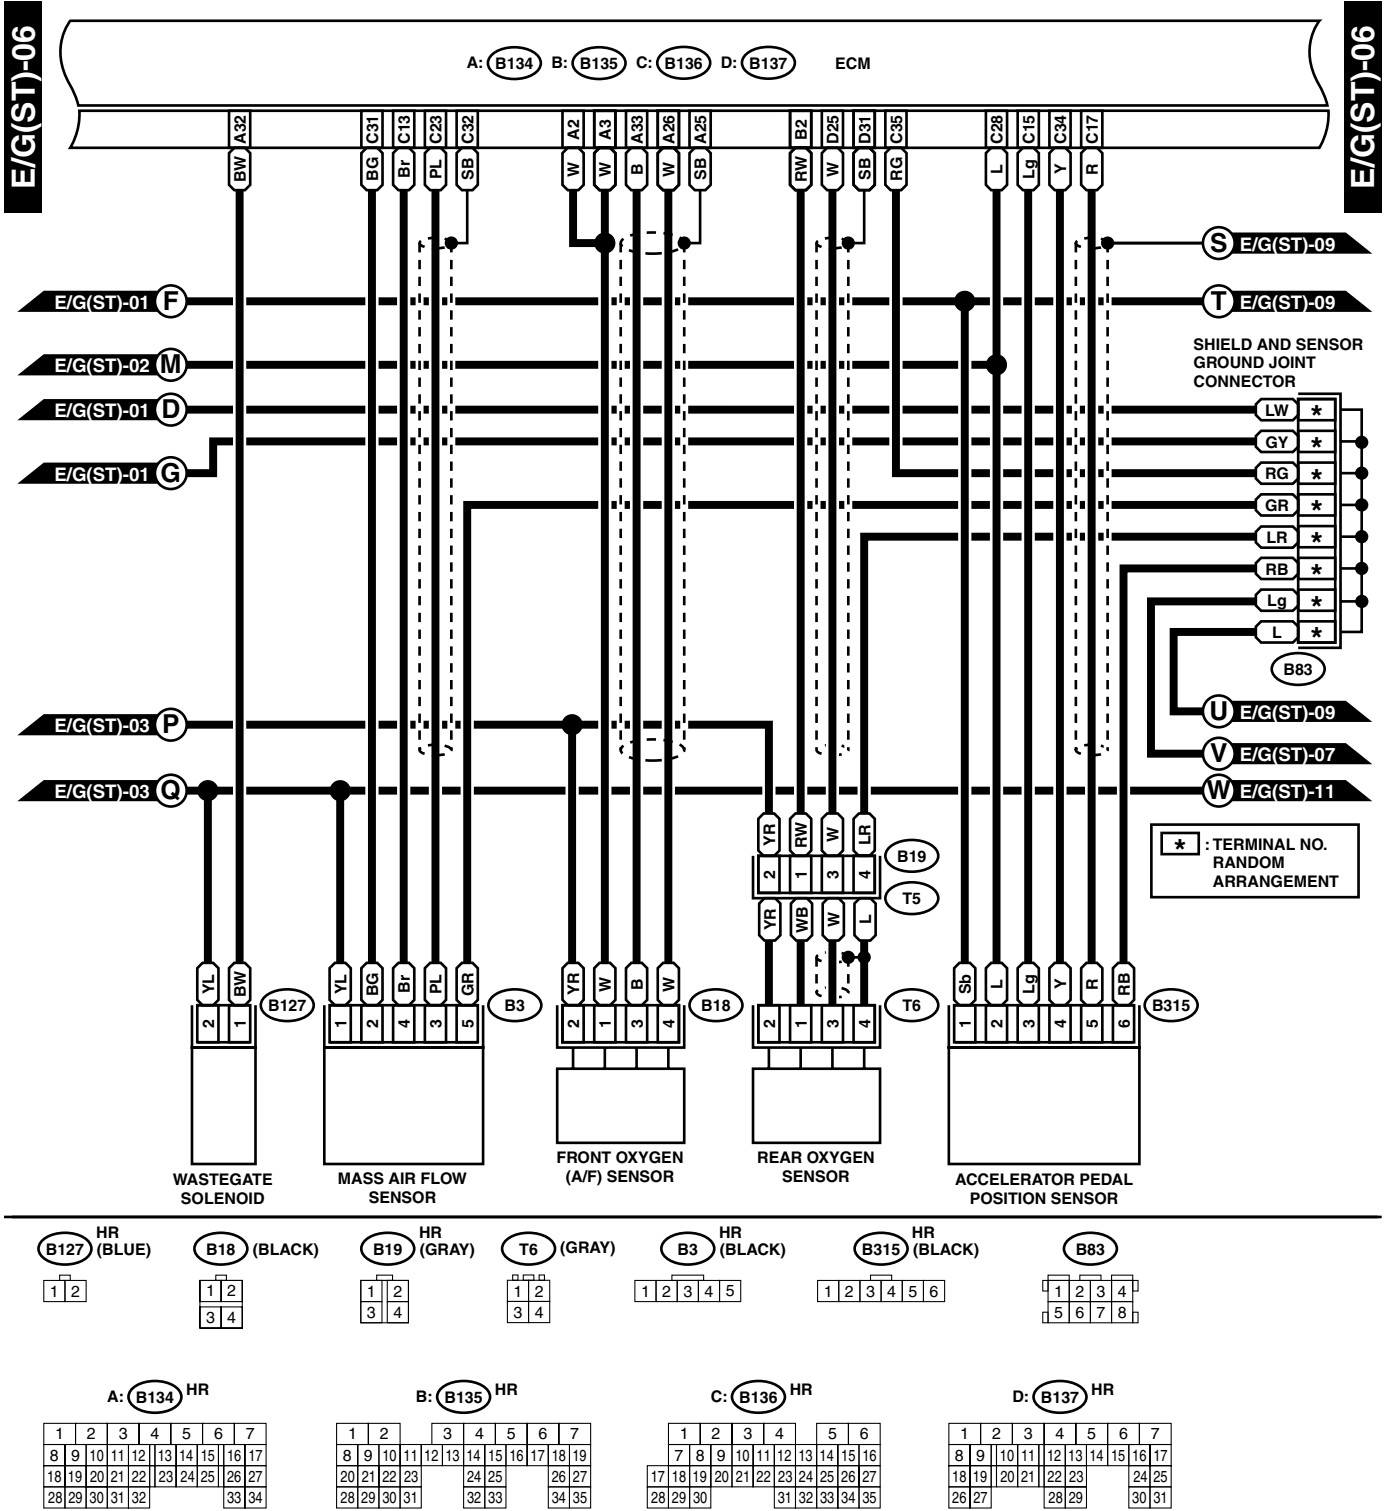 E/G(ST)-06
E/G(ST)-06
A: B134 B: B135 C: B136 D: B137 ECM
A32 C31 C13 C23 C32 A2 A3 A33 A26 A25 B2 D25 D31 C35 C28 C15 C34 C17
BW BG Br PL SB W W B W SB RW W SB RG L Lg Y R
S E/G(ST)-09
E/G(ST)-01 F
T E/G(ST)-09
SHIELD AND SENSOR
GROUND JOINT
CONNECTOR
E/G(ST)-02 M
E/G(ST)-01 D
LW *
GY *
E/G(ST)-01 G
RG *
GR *
LR *
RB *
Lg *
L *
B83
U E/G(ST)-09
E/G(ST)-03 P
V E/G(ST)-07
E/G(ST)-03 Q
W E/G(ST)-11
YR RW W LR
2 1 3 4
B19
T5
YR WB W L
* : TERMINAL NO.
RANDOM
ARRANGEMENT
YL BW YL BG Br PL GR YR W B W Sb L Lg Y R RB
2 1 B127 1 2 4 3 5 B3 2 1 3 4 B18 2 1 3 4 T6 1 2 3 4 5 6 B315
WASTEGATE
SOLENOID
MASS AIR FLOW
SENSOR
FRONT OXYGEN
(A/F) SENSOR
REAR OXYGEN
SENSOR
ACCELERATOR PEDAL
POSITION SENSOR
B127 HR
(BLUE)
1 2
B18 (BLACK)
1 2
3 4
B19 HR
(GRAY)
1 2
3 4
T6 (GRAY)
1 2
3 4
B3 HR
(BLACK)
1 2 3 4 5
B315 HR
(BLACK)
1 2 3 4 5 6
B83
1 2 3 4
5 6 7 8
A: B134 HR
1 2 3 4 5 6 7
8 9 10 11 12 13 14 15 16 17
18 19 20 21 22 23 24 25 26 27
28 29 30 31 32 33 34
B: B135 HR
1 2 3 4 5 6 7
8 9 10 11 12 13 14 15 16 17 18 19
20 21 22 23 24 25 26 27
28 29 30 31 32 33 34 35
C: B136 HR
1 2 3 4 5 6
7 8 9 10 11 12 13 14 15 16
17 18 19 20 21 22 23 24 25 26 27
28 29 30 31 32 33 34 35
D: B137 HR
1 2 3 4 5 6 7
8 9 10 11 12 13 14 15 16 17
18 19 20 21 22 23 24 25
26 27 28 29 30 31